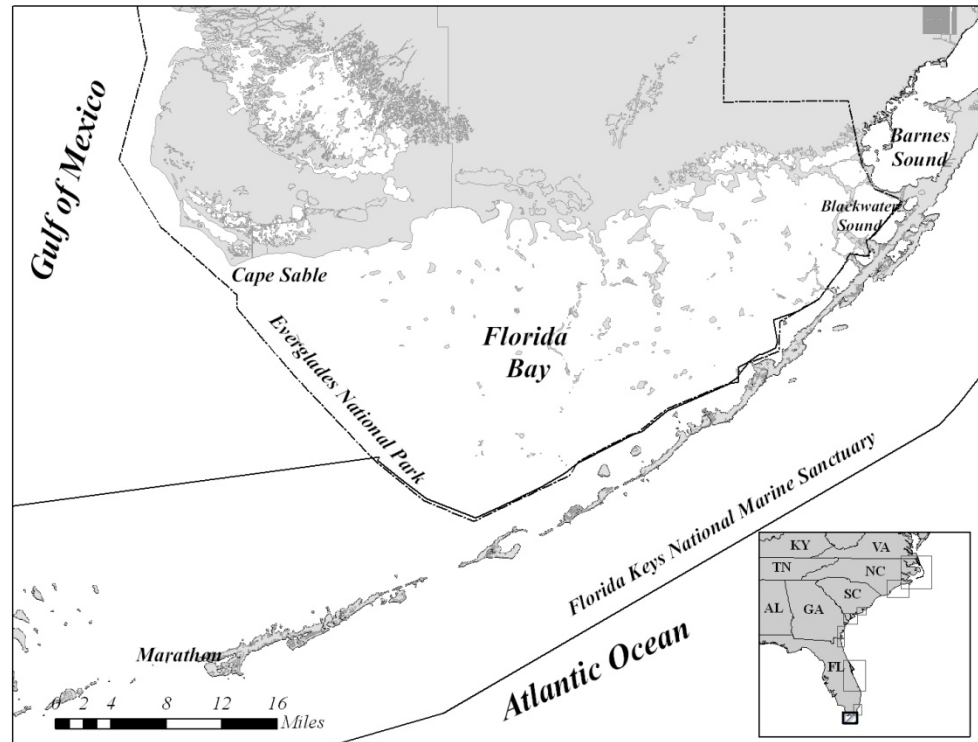 Gulf of Mexico
Barnes
Sound
Blackwater
Sound
Cape Sable
Florida
Bay
Everglades National Park
Florida Keys National Marine Sanctuary
Atlantic Ocean
Marathon
0 2 4 8 12 16
Miles
KY VA
TN NC
SC
AL GA
FL